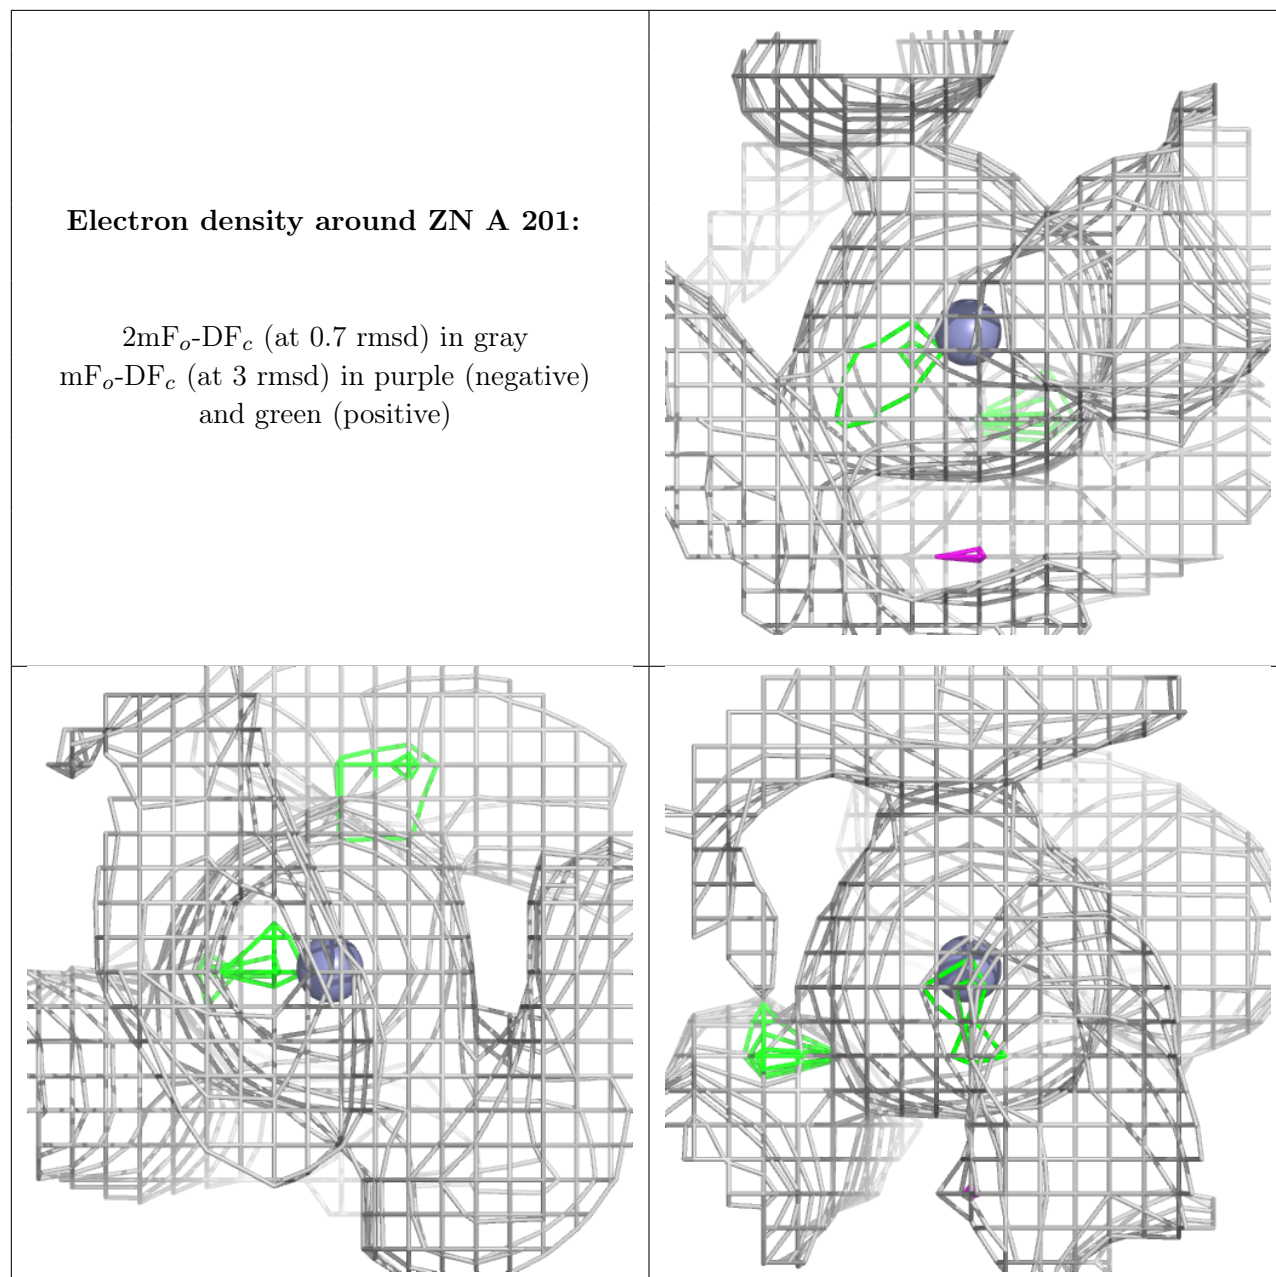 Electron density around ZN A 201:
2mFo-DFc (at 0.7 rmsd) in gray
mFo-DFc (at 3 rmsd) in purple (negative)
and green (positive)